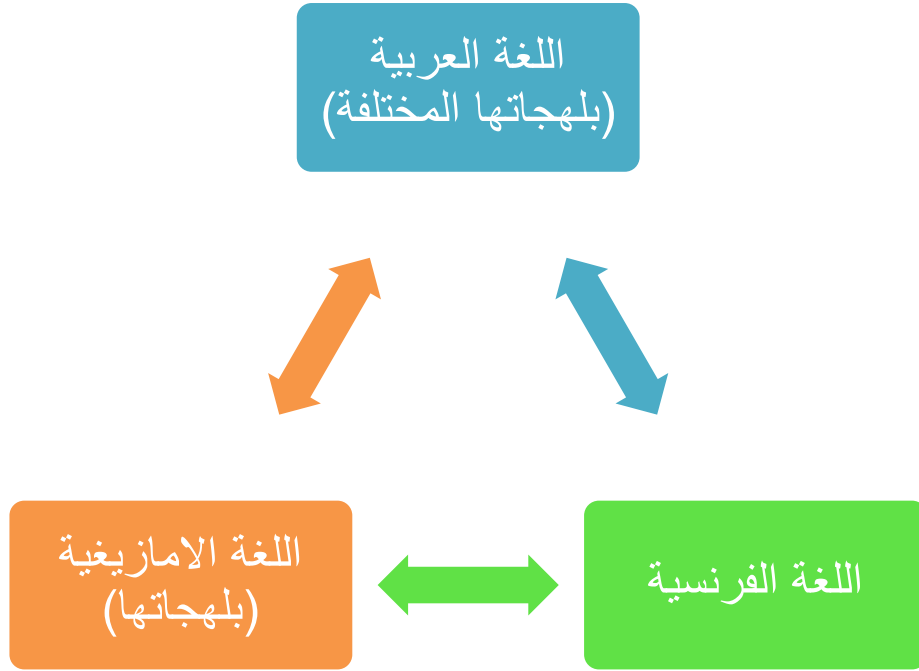 اللغة العربية
(بلهجاتها المختلفة)
اللغة الفرنسية
اللغة الامازيغية
(بلهجاتها)